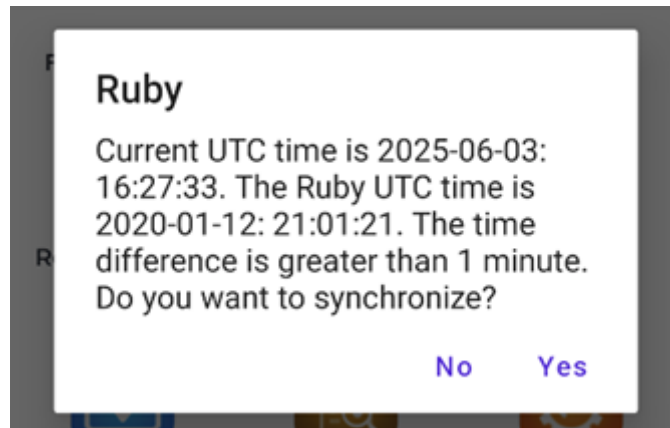 Ruby
Current UTC time is 2025-06-03:
16:27:33. The Ruby UTC time is
2020-01-12: 21:01:21. The time
difference is greater than 1 minute.
Do you want to synchronize?
No Yes